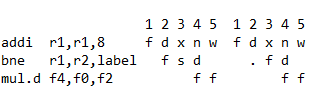 1 2 3 4 5 1 2 3 4 5
addi r1,r1,8 f d x n w f d x n w
bne r1,r2,label f s d . f d
mul.d f4,f0,f2 f f f f